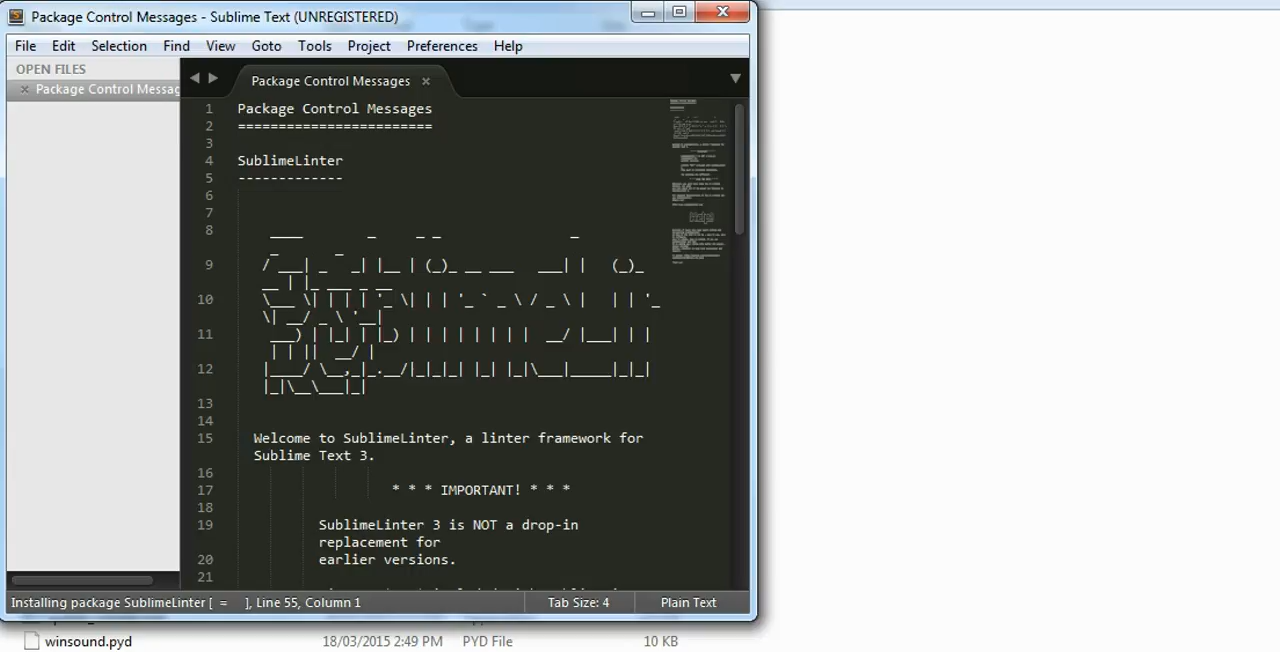 Package Control Messages - Sublime Text (UNREGISTERED)
File Edit Selection Find View Goto Tools Project Preferences Help
OPEN FILES
Package Control Messag
Package Control Messages
1 Package Control Messages
2 ========================
3
4 SublimeLinter
5 -------------
6
7
8
9
10
11
12
13
14
15 Welcome to SublimeLinter, a linter framework for
Sublime Text 3.
16
17 * * * IMPORTANT! * * *
18
19 SublimeLinter 3 is NOT a drop-in
replacement for
20 earlier versions.
21
Installing package SublimeLinter [ = ], Line 55, Column 1 Tab Size: 4 Plain Text
winsound.pyd 18/03/2015 2:49 PM PYD File 10 KB